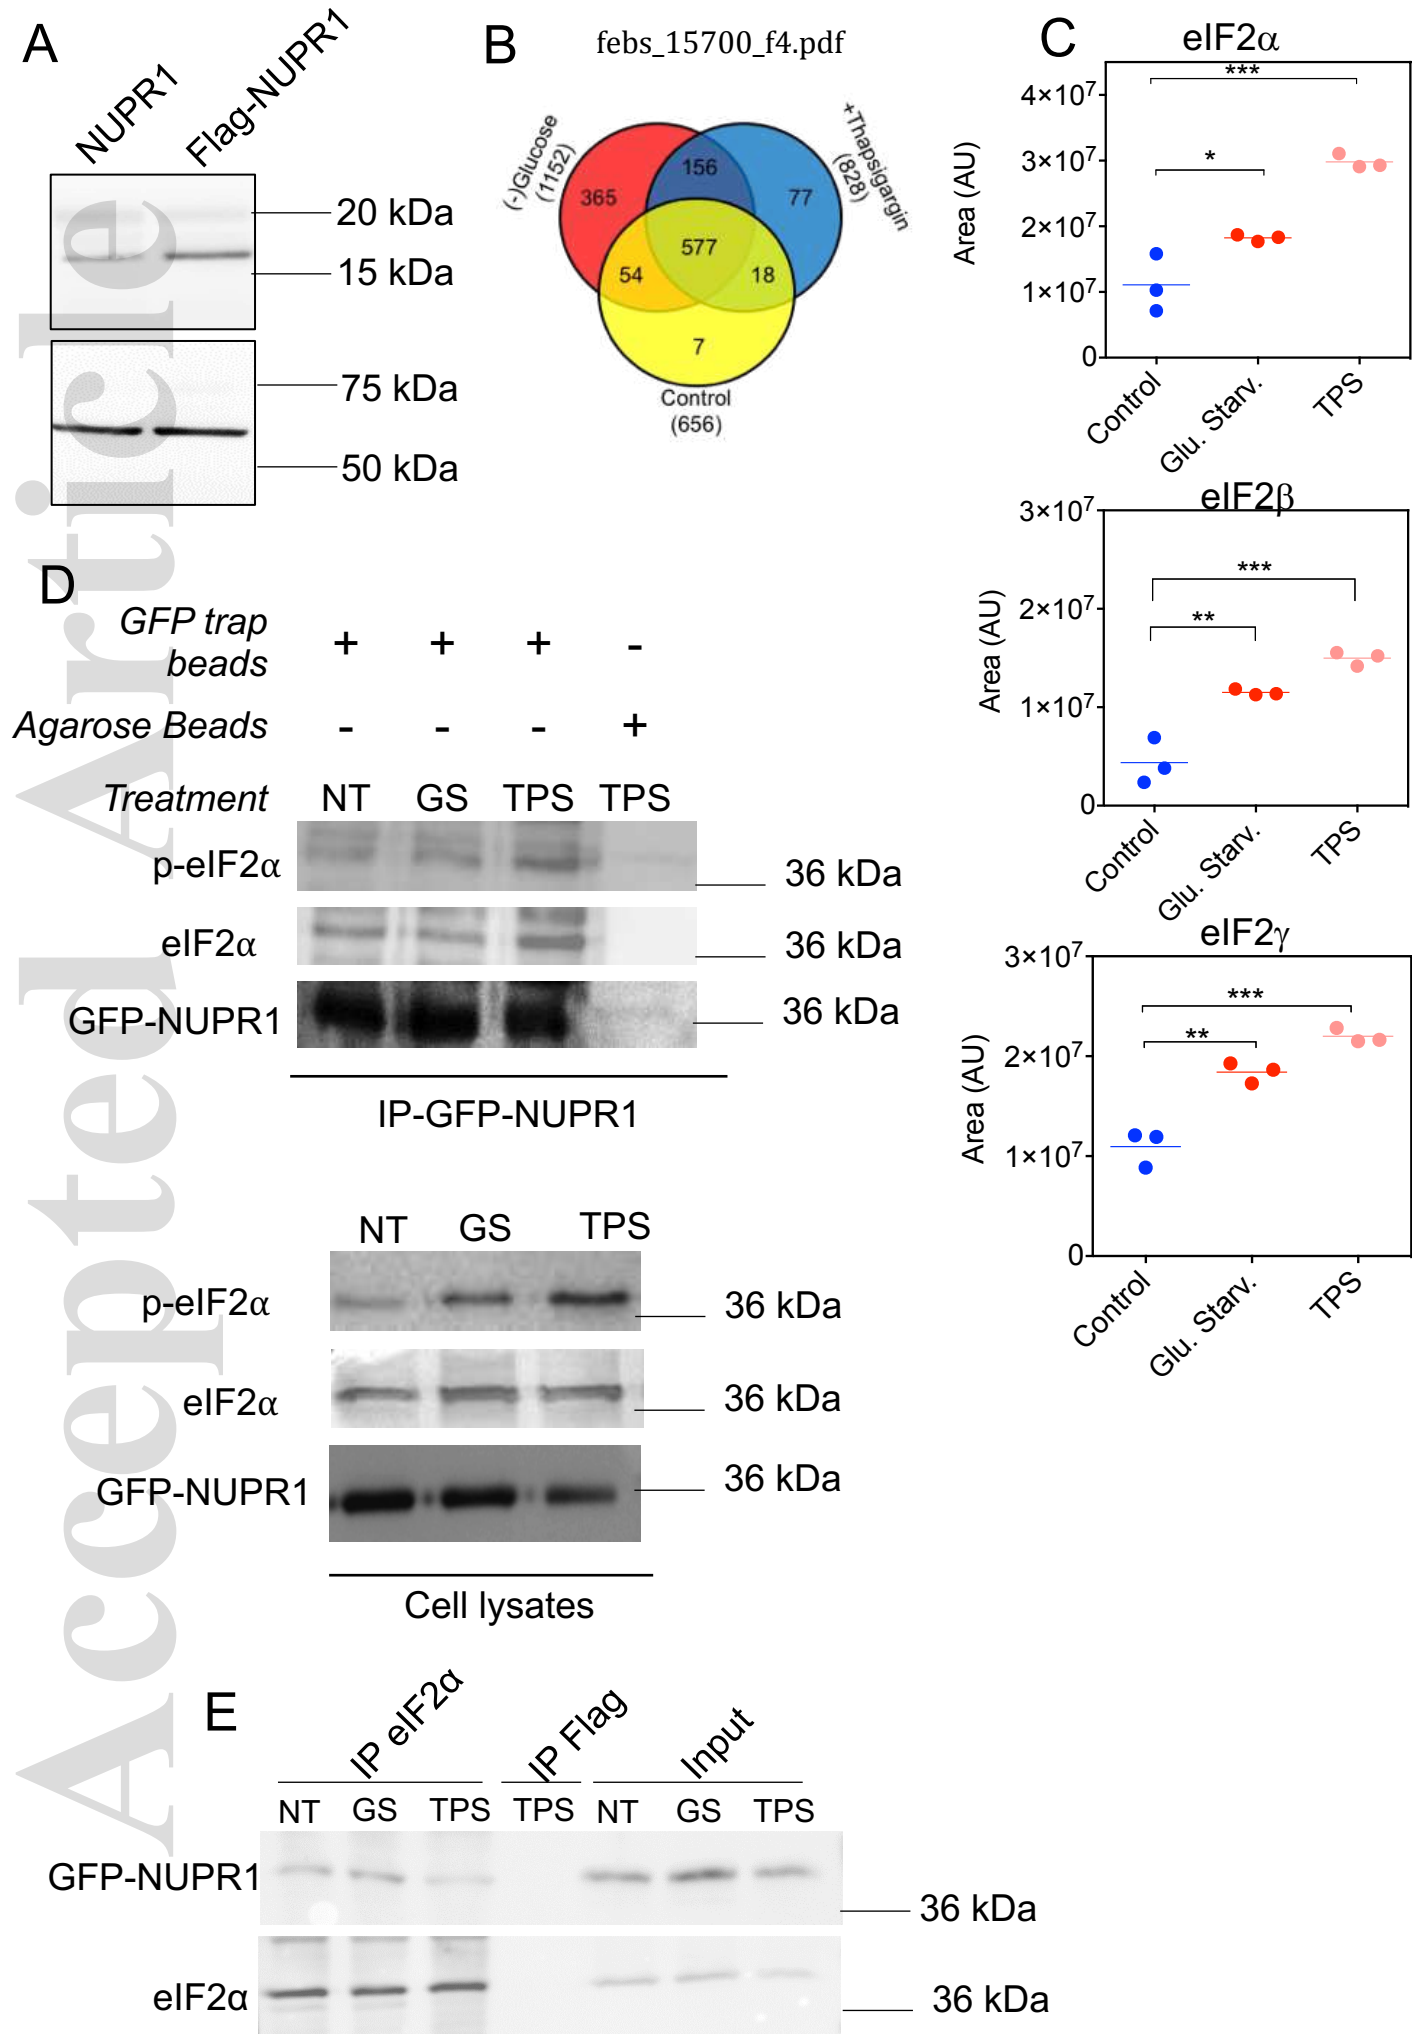 A
NUPR1
Flag-NUPR1
20 kDa
15 kDa
75 kDa
50 kDa
B
febs_15700_f4.pdf
(-)Glucose
(1152)
+Thapsigargin
(828)
365
156
77
577
54
18
7
Control
(656)
C
eIF2α
Area (AU)
4×10⁷
3×10⁷
2×10⁷
1×10⁷
0
***
*
Control
Glu. Starv.
TPS
eIF2β
Area (AU)
3×10⁷
2×10⁷
1×10⁷
0
***
**
Control
Glu. Starv.
TPS
eIF2γ
Area (AU)
3×10⁷
2×10⁷
1×10⁷
0
***
**
Control
Glu. Starv.
TPS
D
GFP trap
beads
+ + + -
Agarose Beads - - - +
Treatment NT GS TPS TPS
p-eIF2α 36 kDa
eIF2α 36 kDa
GFP-NUPR1 36 kDa
IP-GFP-NUPR1
NT GS TPS
p-eIF2α 36 kDa
eIF2α 36 kDa
GFP-NUPR1 36 kDa
Cell lysates
E
IP eIF2α IP Flag Input
NT GS TPS TPS NT GS TPS
GFP-NUPR1 36 kDa
eIF2α 36 kDa
Accepted Article